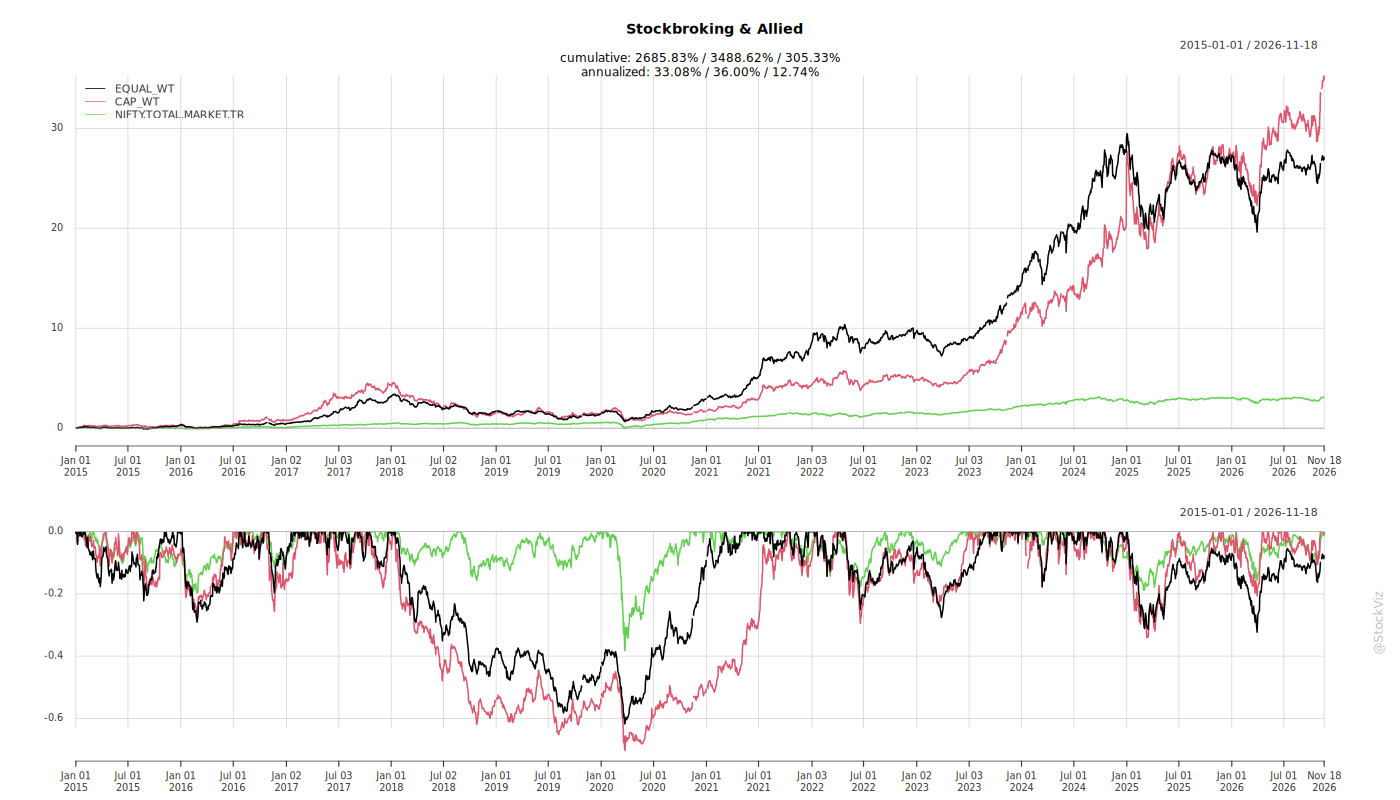 Stockbroking & Allied
2015-01-01 / 2026-11-18
cumulative: 2685.83% / 3488.62% / 305.33%
annualized: 33.08% / 36.00% / 12.74%
EQUAL_WT
CAP_WT
NIFTY.TOTAL.MARKET.TR
30
20
10
0
Jan 01 Jul 01 Jan 01 Jul 01 Jan 02 Jul 03 Jan 01 Jul 02 Jan 01 Jul 01 Jan 01 Jul 01 Jan 01 Jul 01 Jan 03 Jul 01 Jan 02 Jul 03 Jan 01 Jul 01 Jan 01 Jul 01 Jan 01 Jul 01 Nov 18
2015 2015 2016 2016 2017 2017 2018 2018 2019 2019 2020 2020 2021 2021 2022 2022 2023 2023 2024 2024 2025 2025 2026 2026 2026
2015-01-01 / 2026-11-18
0.0
-0.2
-0.4
-0.6
Jan 01 Jul 01 Jan 01 Jul 01 Jan 02 Jul 03 Jan 01 Jul 02 Jan 01 Jul 01 Jan 01 Jul 01 Jan 01 Jul 01 Jan 03 Jul 01 Jan 02 Jul 03 Jan 01 Jul 01 Jan 01 Jul 01 Jan 01 Jul 01 Nov 18
2015 2015 2016 2016 2017 2017 2018 2018 2019 2019 2020 2020 2021 2021 2022 2022 2023 2023 2024 2024 2025 2025 2026 2026 2026
@StockViz